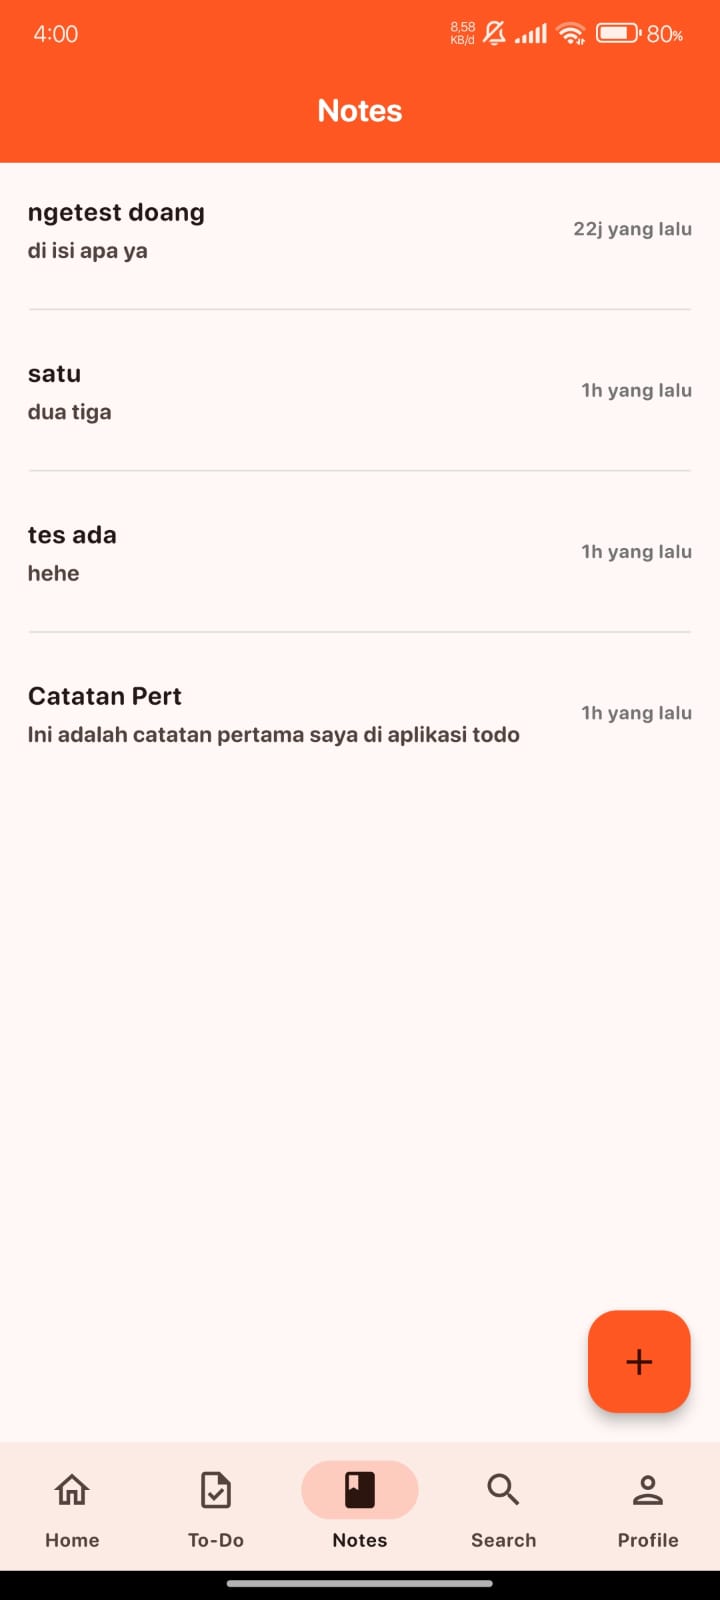 4:00
8,58
KB/d
80%
Notes
ngetest doang
22j yang lalu
di isi apa ya
satu
1h yang lalu
dua tiga
tes ada
1h yang lalu
hehe
Catatan Pert
1h yang lalu
Ini adalah catatan pertama saya di aplikasi todo
Home To-Do Notes Search Profile